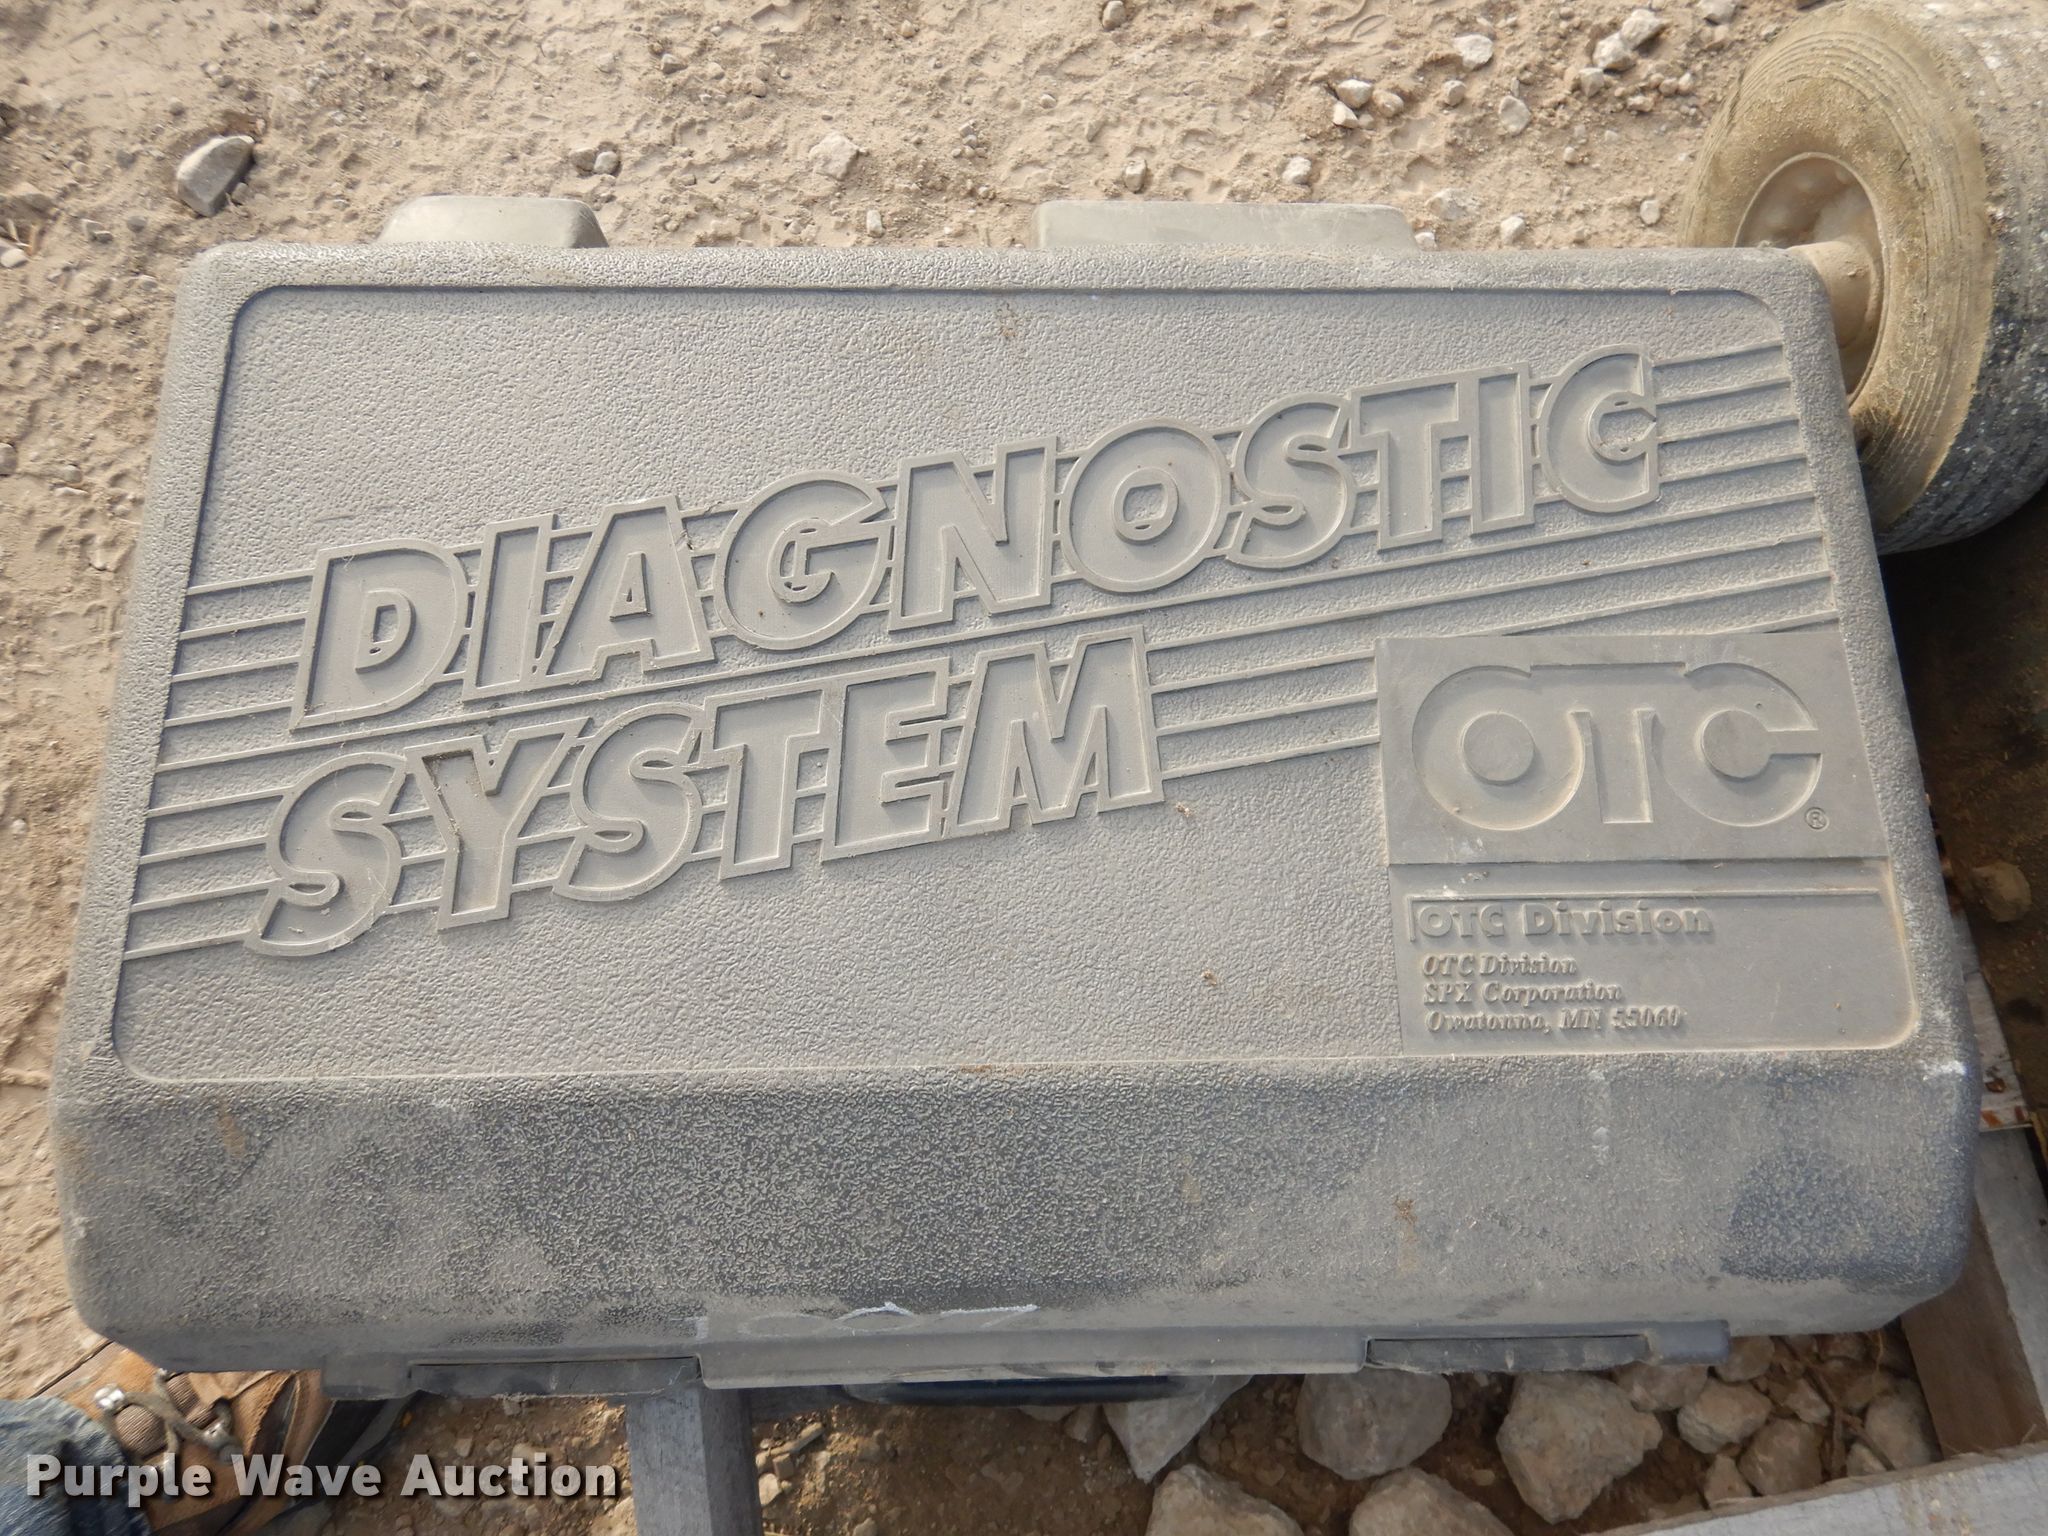 DIAGNOSTIC
SYSTEM
OTC®
OTC Division
OTC Division
SPX Corporation
Owatonna, MN 55060
Purple Wave Auction